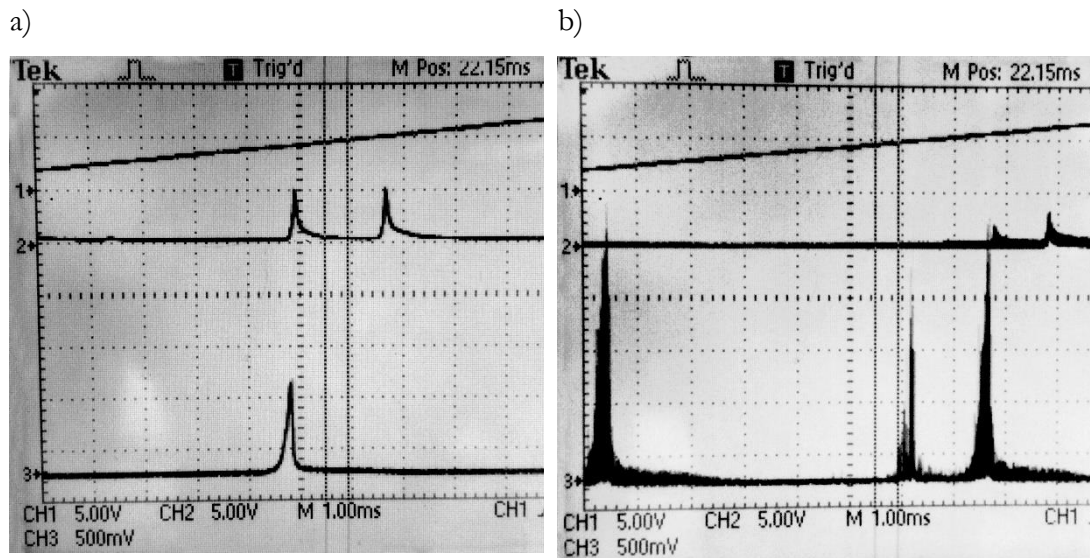 a)
b)
Tek T Trig'd M Pos: 22.15ms
1
2
3
CH1 5.00V CH2 5.00V M 1.00ms CH1
CH3 500mV
Tek T Trig'd M Pos: 22.15ms
1
2
3
CH1 5.00V CH2 5.00V M 1.00ms CH1
CH3 500mV